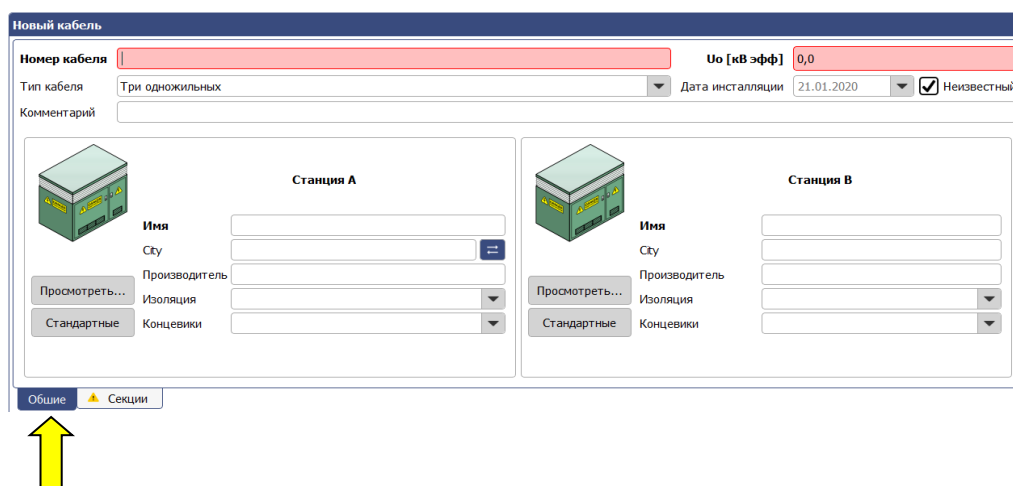 Новый кабель
Номер кабеля Uo [кВ эфф] 0,0
Тип кабеля Три одножильных Дата инсталляции 21.01.2020 Неизвестный
Комментарий
Станция A
Имя
City
Производитель
Просмотреть...
Изоляция
Стандартные Концевики
Станция B
Имя
City
Производитель
Просмотреть...
Изоляция
Стандартные Концевики
Обшие Секции